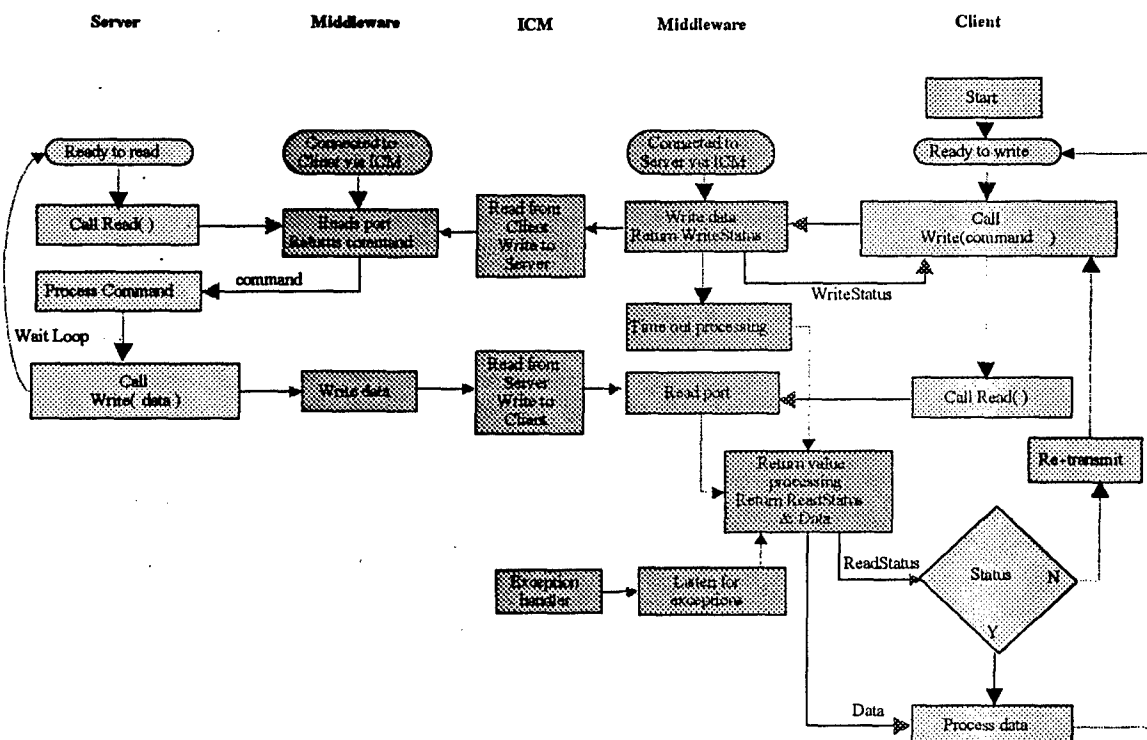 Server
Middleware
ICM
Middleware
Client
Start
Ready to read
Connected to
Client via ICM
Connected to
Server via ICM
Ready to write
Call Read( )
Reads port
Returns command
Read from
Client
Write to
Server
Write data
Return WriteStatus
Call
Write(command )
command
WriteStatus
Process Command
Time out processing
Wait Loop
Call
Write( data )
Write data
Read from
Server
Write to
Client
Read port
Call Read( )
Return value
processing
Return ReadStatus
& Data
Re-transmit
ReadStatus
Status
N
Y
Exception
handler
Listen for
exceptions
Data
Process data